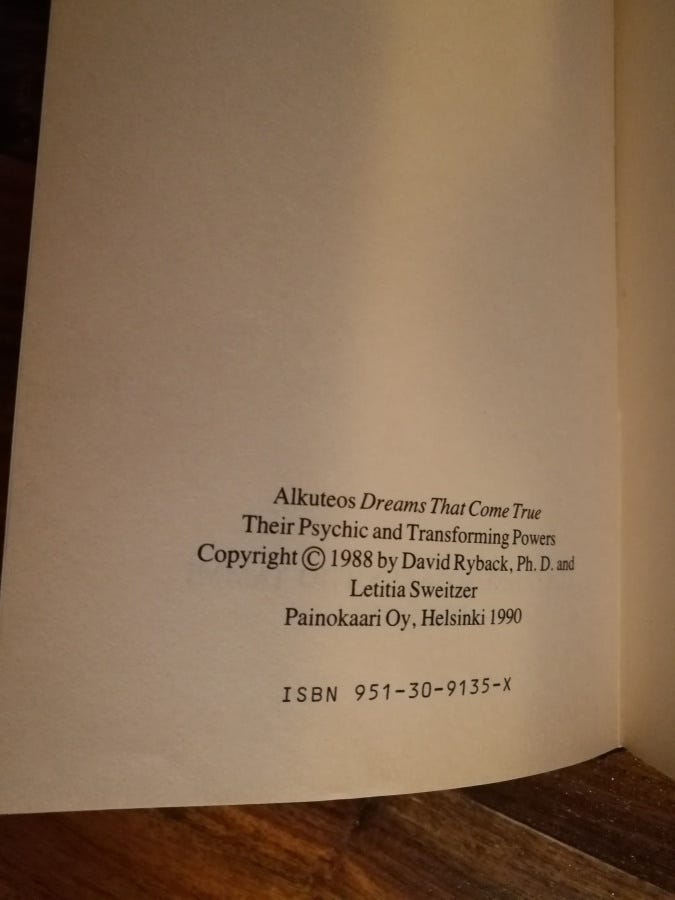 Alkuteos Dreams That Come True
Their Psychic and Transforming Powers
Copyright © 1988 by David Ryback, Ph. D. and
Letitia Sweitzer
Painokaari Oy, Helsinki 1990
ISBN 951-30-9135-X